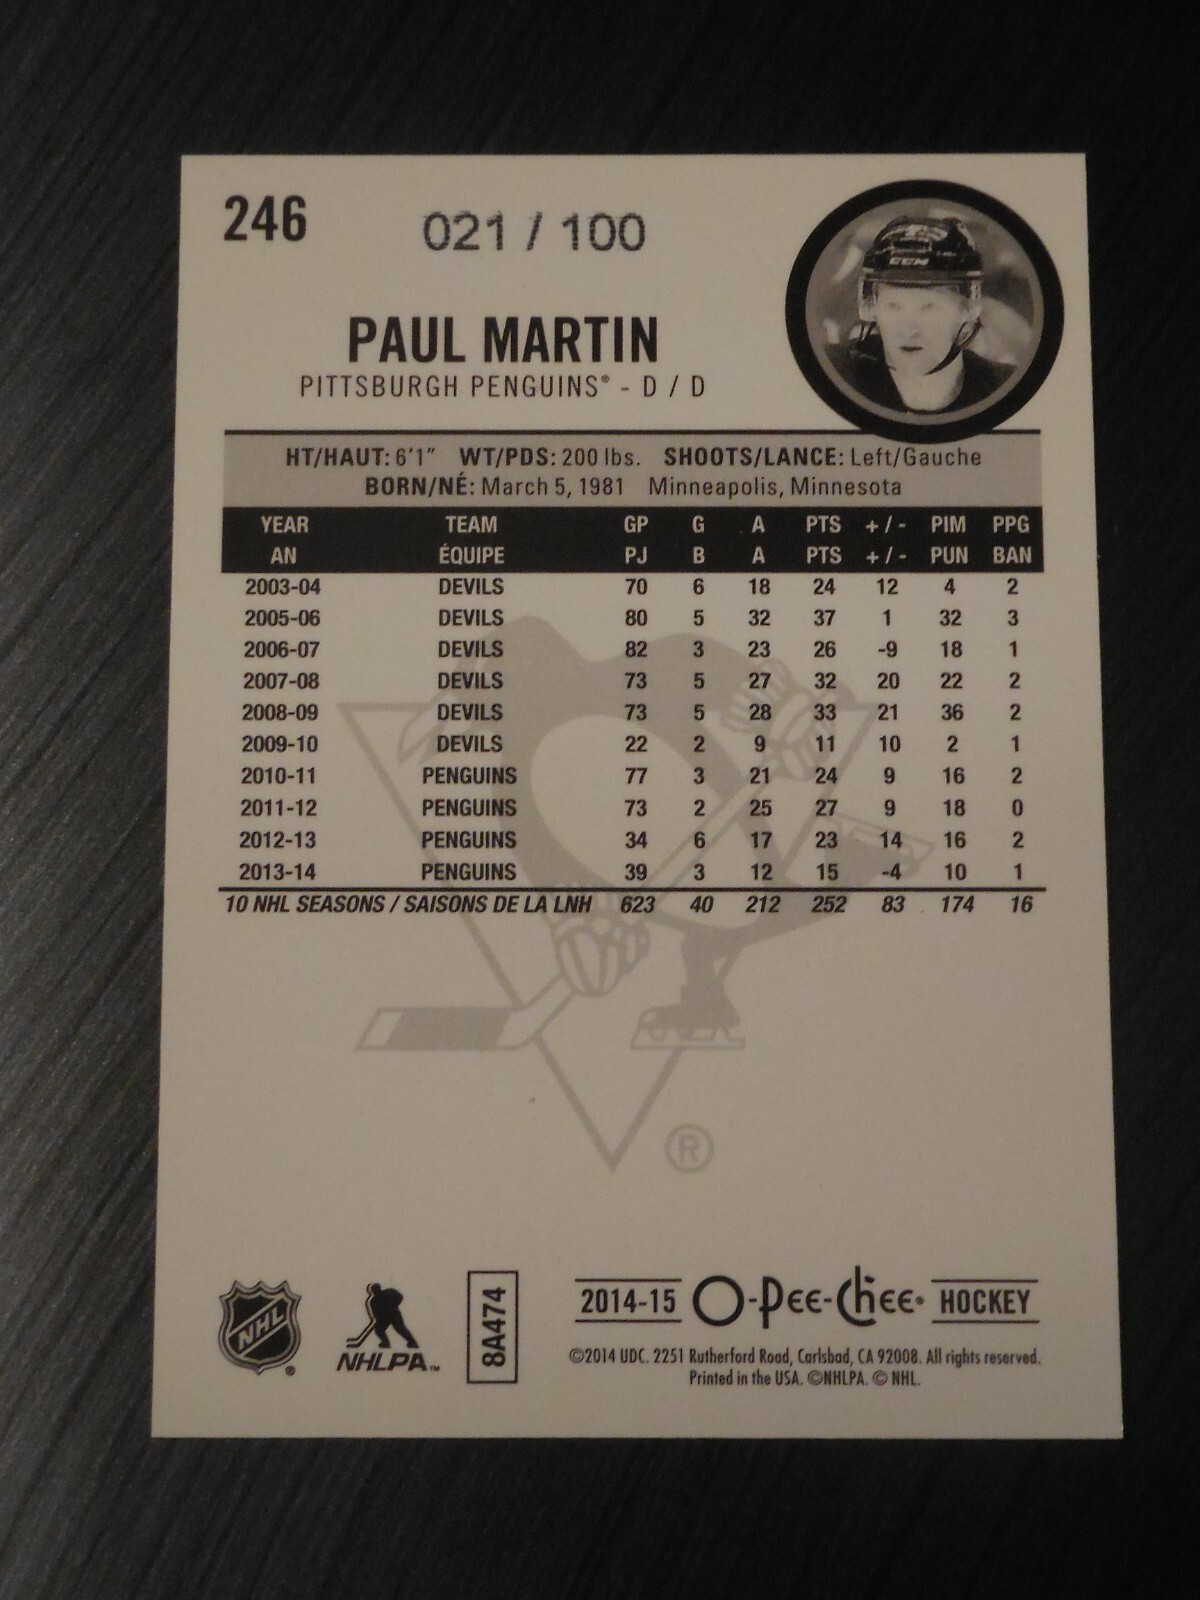 246
021 / 100
CCM
PAUL MARTIN
PITTSBURGH PENGUINS® - D / D
HT/HAUT: 6'1" WT/PDS: 200 lbs. SHOOTS/LANCE: Left/Gauche
BORN/NÉ: March 5, 1981 Minneapolis, Minnesota
YEAR TEAM GP G A PTS + / - PIM PPG
AN ÉQUIPE PJ B A PTS + / - PUN BAN
2003-04 DEVILS 70 6 18 24 12 4 2
2005-06 DEVILS 80 5 32 37 1 32 3
2006-07 DEVILS 82 3 23 26 -9 18 1
2007-08 DEVILS 73 5 27 32 20 22 2
2008-09 DEVILS 73 5 28 33 21 36 2
2009-10 DEVILS 22 2 9 11 10 2 1
2010-11 PENGUINS 77 3 21 24 9 16 2
2011-12 PENGUINS 73 2 25 27 9 18 0
2012-13 PENGUINS 34 6 17 23 14 16 2
2013-14 PENGUINS 39 3 12 15 -4 10 1
10 NHL SEASONS / SAISONS DE LA LNH 623 40 212 252 83 174 16
®
NHL ®
NHLPA™
8A474
2014-15 O-Pee-Chee® HOCKEY
©2014 UDC. 2251 Rutherford Road, Carlsbad, CA 92008. All rights reserved.
Printed in the USA. ©NHLPA. © NHL.